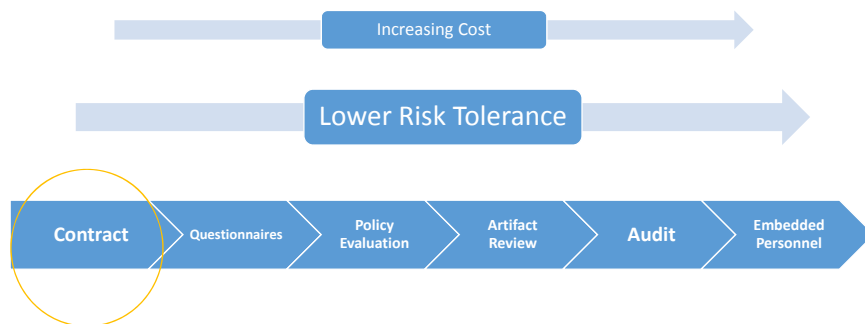 Increasing Cost
Lower Risk Tolerance
Contract
Questionnaires
Policy
Evaluation
Artifact
Review
Audit
Embedded
Personnel